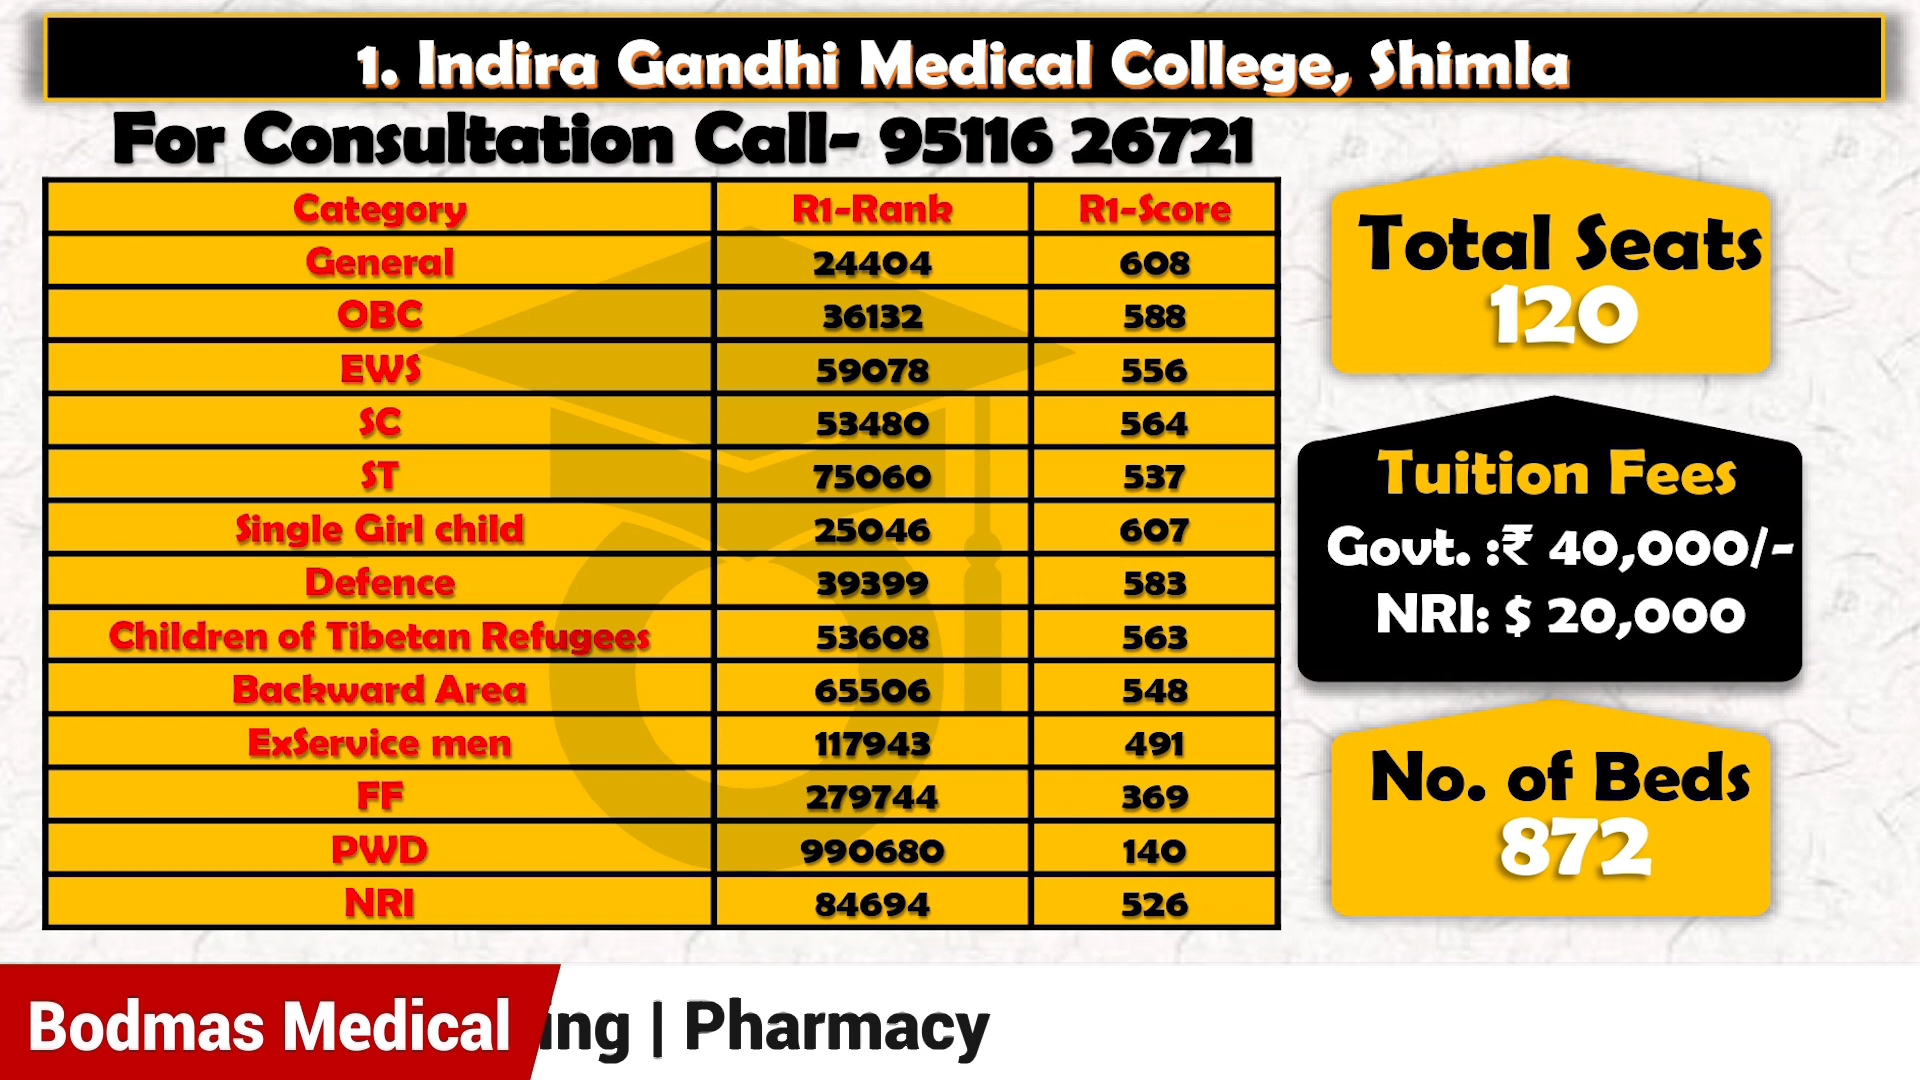 1. Indira Gandhi Medical College, Shimla
For Consultation Call- 95116 26721
Category R1-Rank R1-Score
General 24404 608
OBC 36132 588
EWS 59078 556
SC 53480 564
ST 75060 537
Single Girl child 25046 607
Defence 39399 583
Children of Tibetan Refugees 53608 563
Backward Area 65506 548
ExService men 117943 491
FF 279744 369
PWD 990680 140
NRI 84694 526
Total Seats
120
Tuition Fees
Govt. :₹ 40,000/-
NRI: $ 20,000
No. of Beds
872
Bodmas Medical | Pharmacy